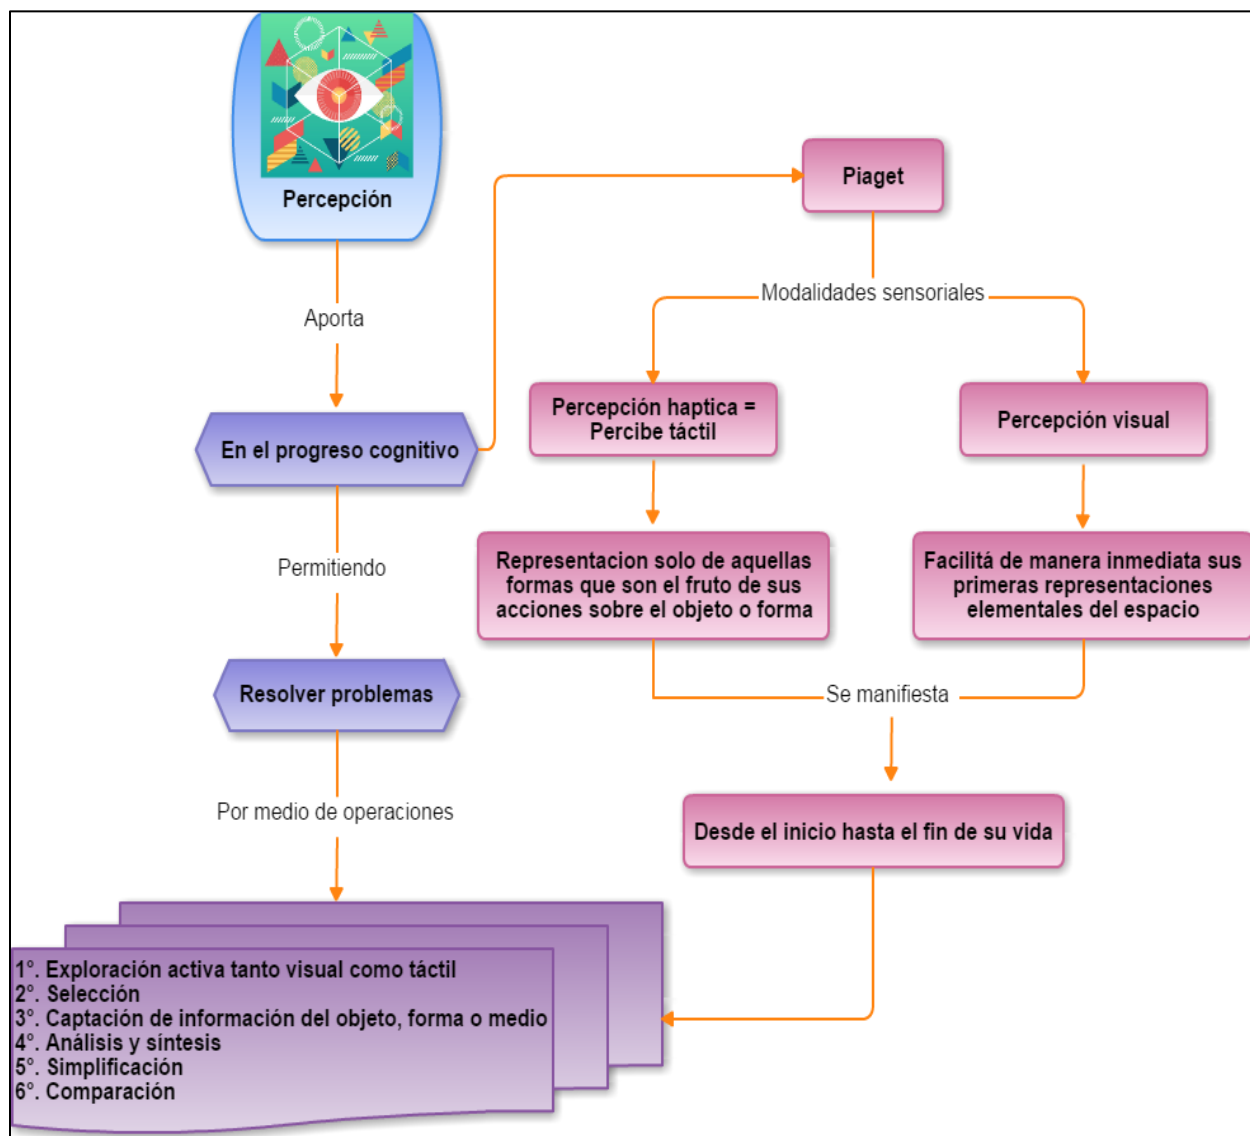 Percepción
Piaget
Modalidades sensoriales
Aporta
Percepción haptica =
Percibe táctil
Percepción visual
En el progreso cognitivo
Representacion solo de aquellas
formas que son el fruto de sus
acciones sobre el objeto o forma
Facilitá de manera inmediata sus
primeras representaciones
elementales del espacio
Permitiendo
Resolver problemas
Se manifiesta
Por medio de operaciones
Desde el inicio hasta el fin de su vida
1°. Exploración activa tanto visual como táctil
2°. Selección
3°. Captación de información del objeto, forma o medio
4°. Análisis y síntesis
5°. Simplificación
6°. Comparación